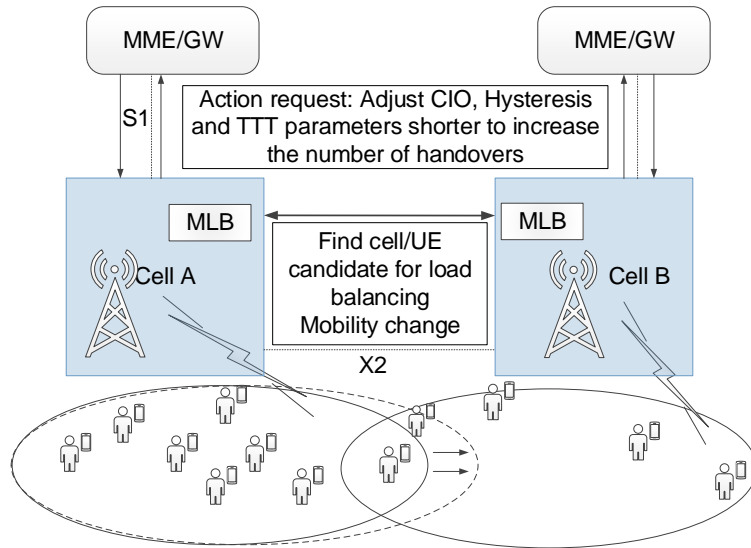 MME/GW
MME/GW
S1
Action request: Adjust CIO, Hysteresis
and TTT parameters shorter to increase
the number of handovers
MLB
MLB
Cell A
Find cell/UE
candidate for load
balancing
Mobility change
Cell B
X2